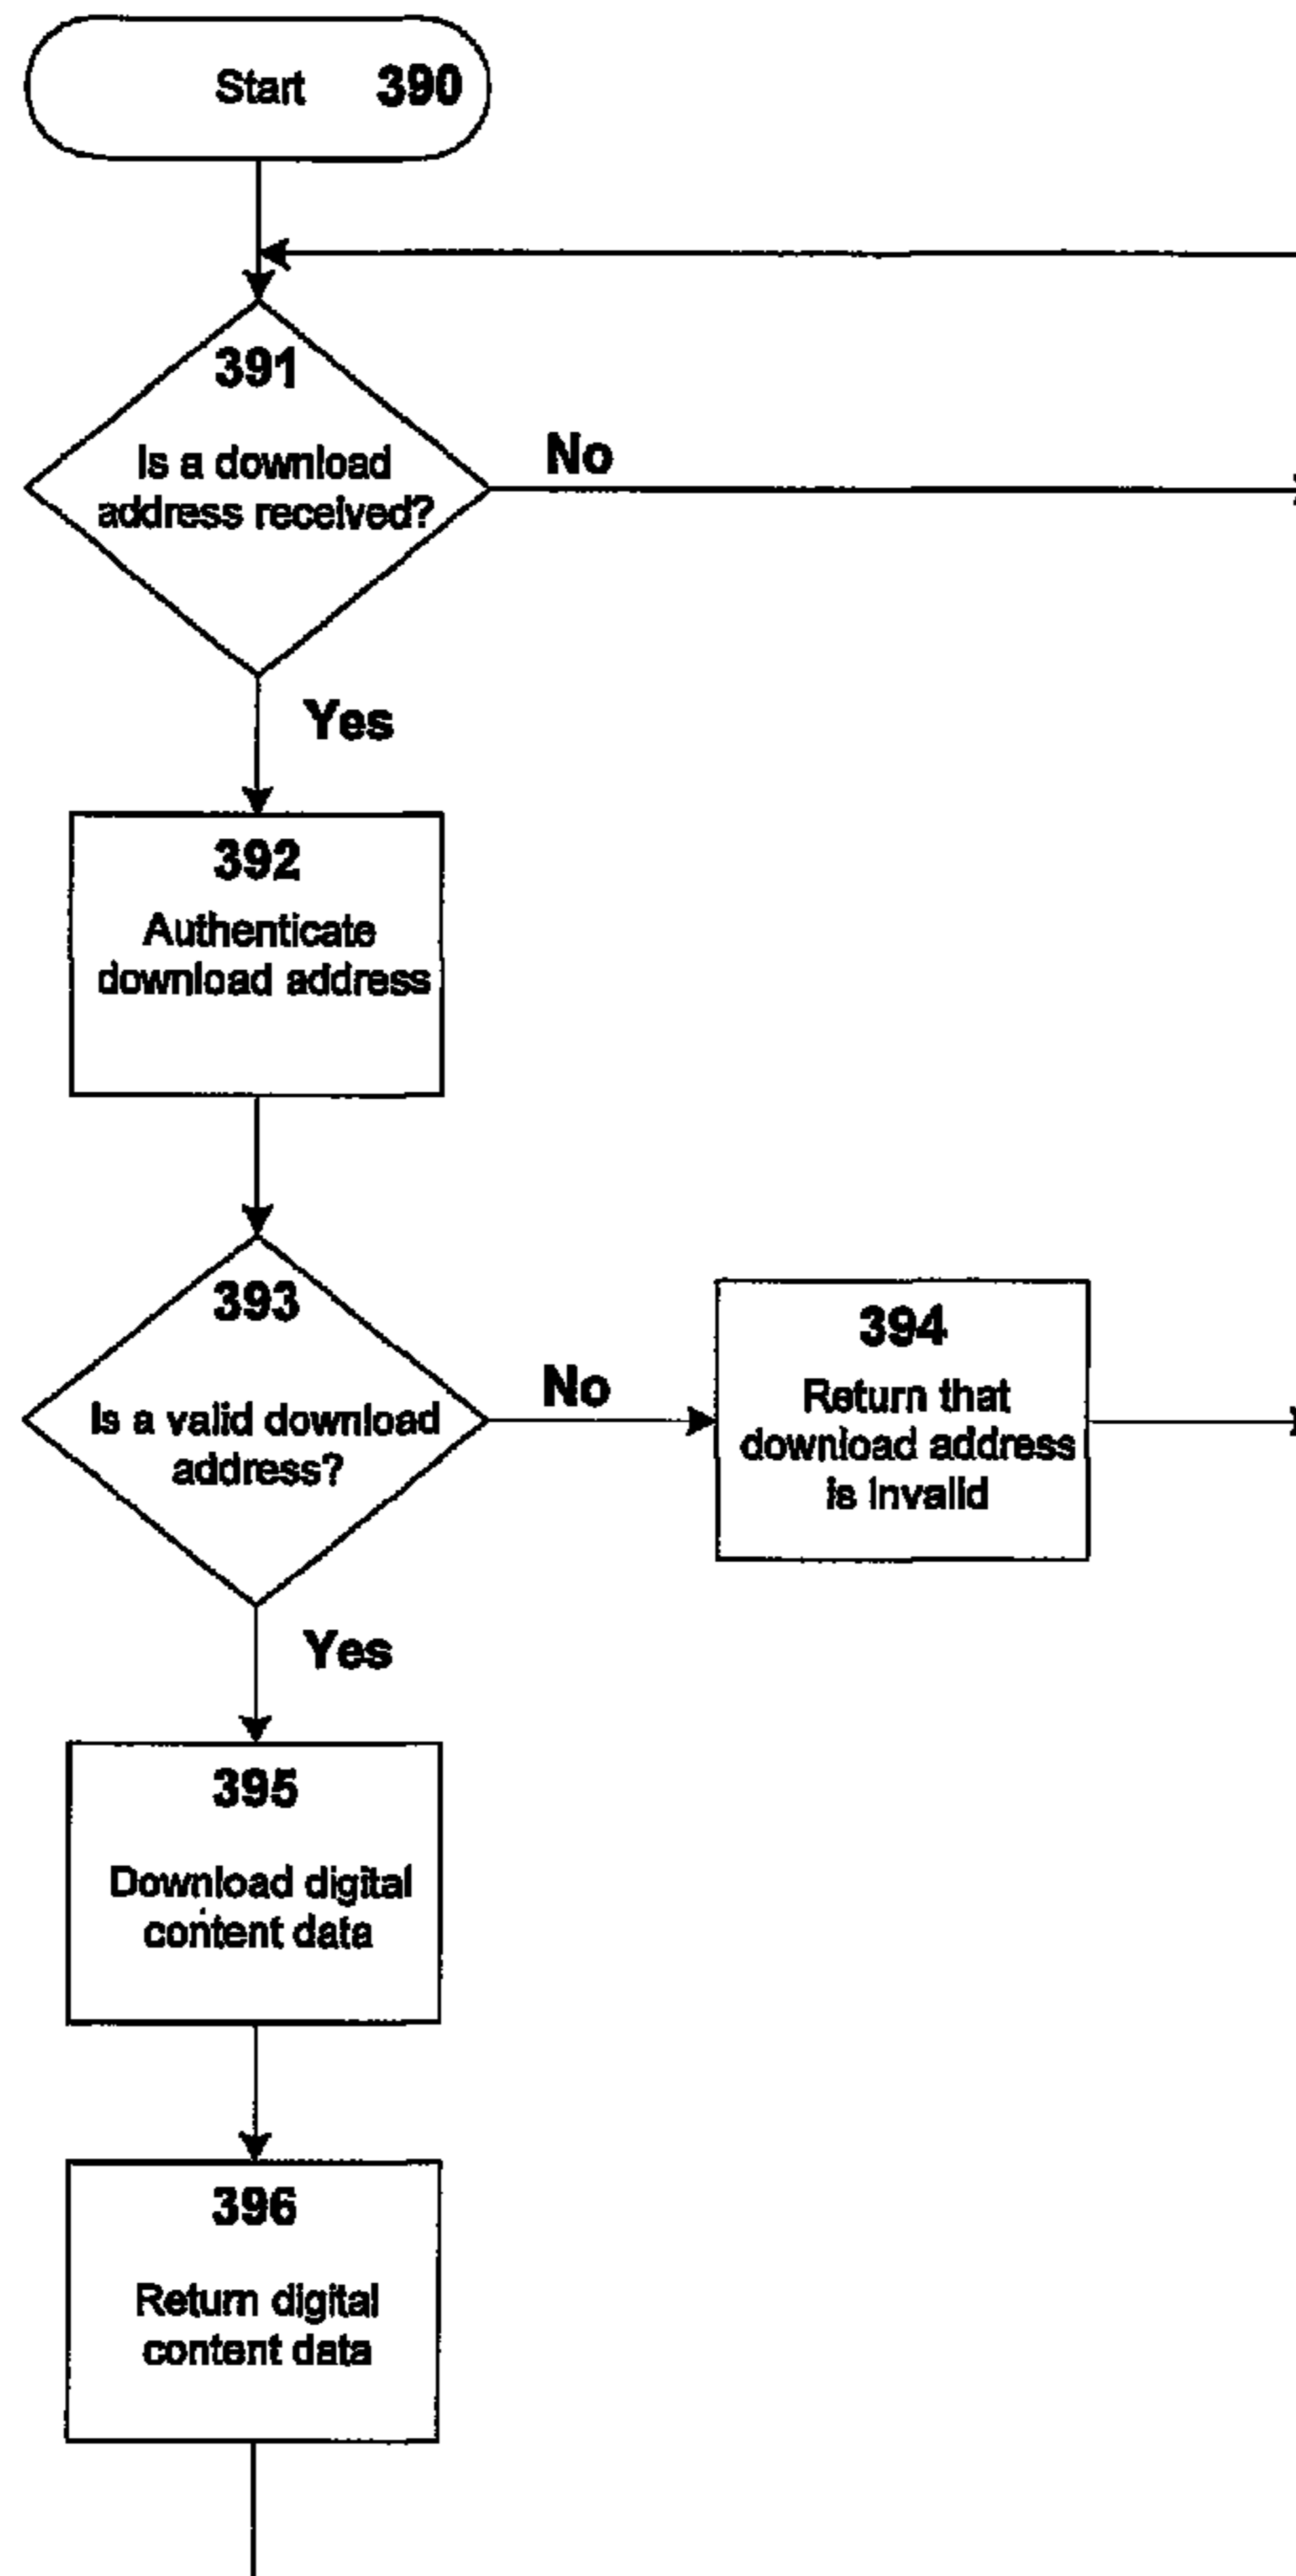 Start 390
391
Is a download
address received?
No
Yes
392
Authenticate
download address
393
Is a valid download
address?
No
394
Return that
download address
is invalid
Yes
395
Download digital
content data
396
Return digital
content data